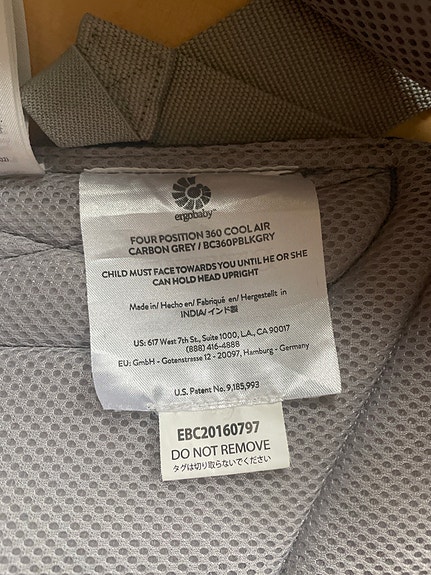 ergobaby™
FOUR POSITION 360 COOL AIR
CARBON GREY / BC360PBLKGRY
CHILD MUST FACE TOWARDS YOU UNTIL HE OR SHE
CAN HOLD HEAD UPRIGHT
Made in/ Hecho en/ Fabriqué en/ Hergestellt in
INDIA/インド製
US: 617 West 7th St., Suite 1000, L.A., CA. 90017
(888) 416-4888
EU: GmbH - Gotenstrasse 12 - 20097, Hamburg - Germany
U.S. Patent No. 9,185,993
EBC20160797
DO NOT REMOVE
タグは切り取らないでください